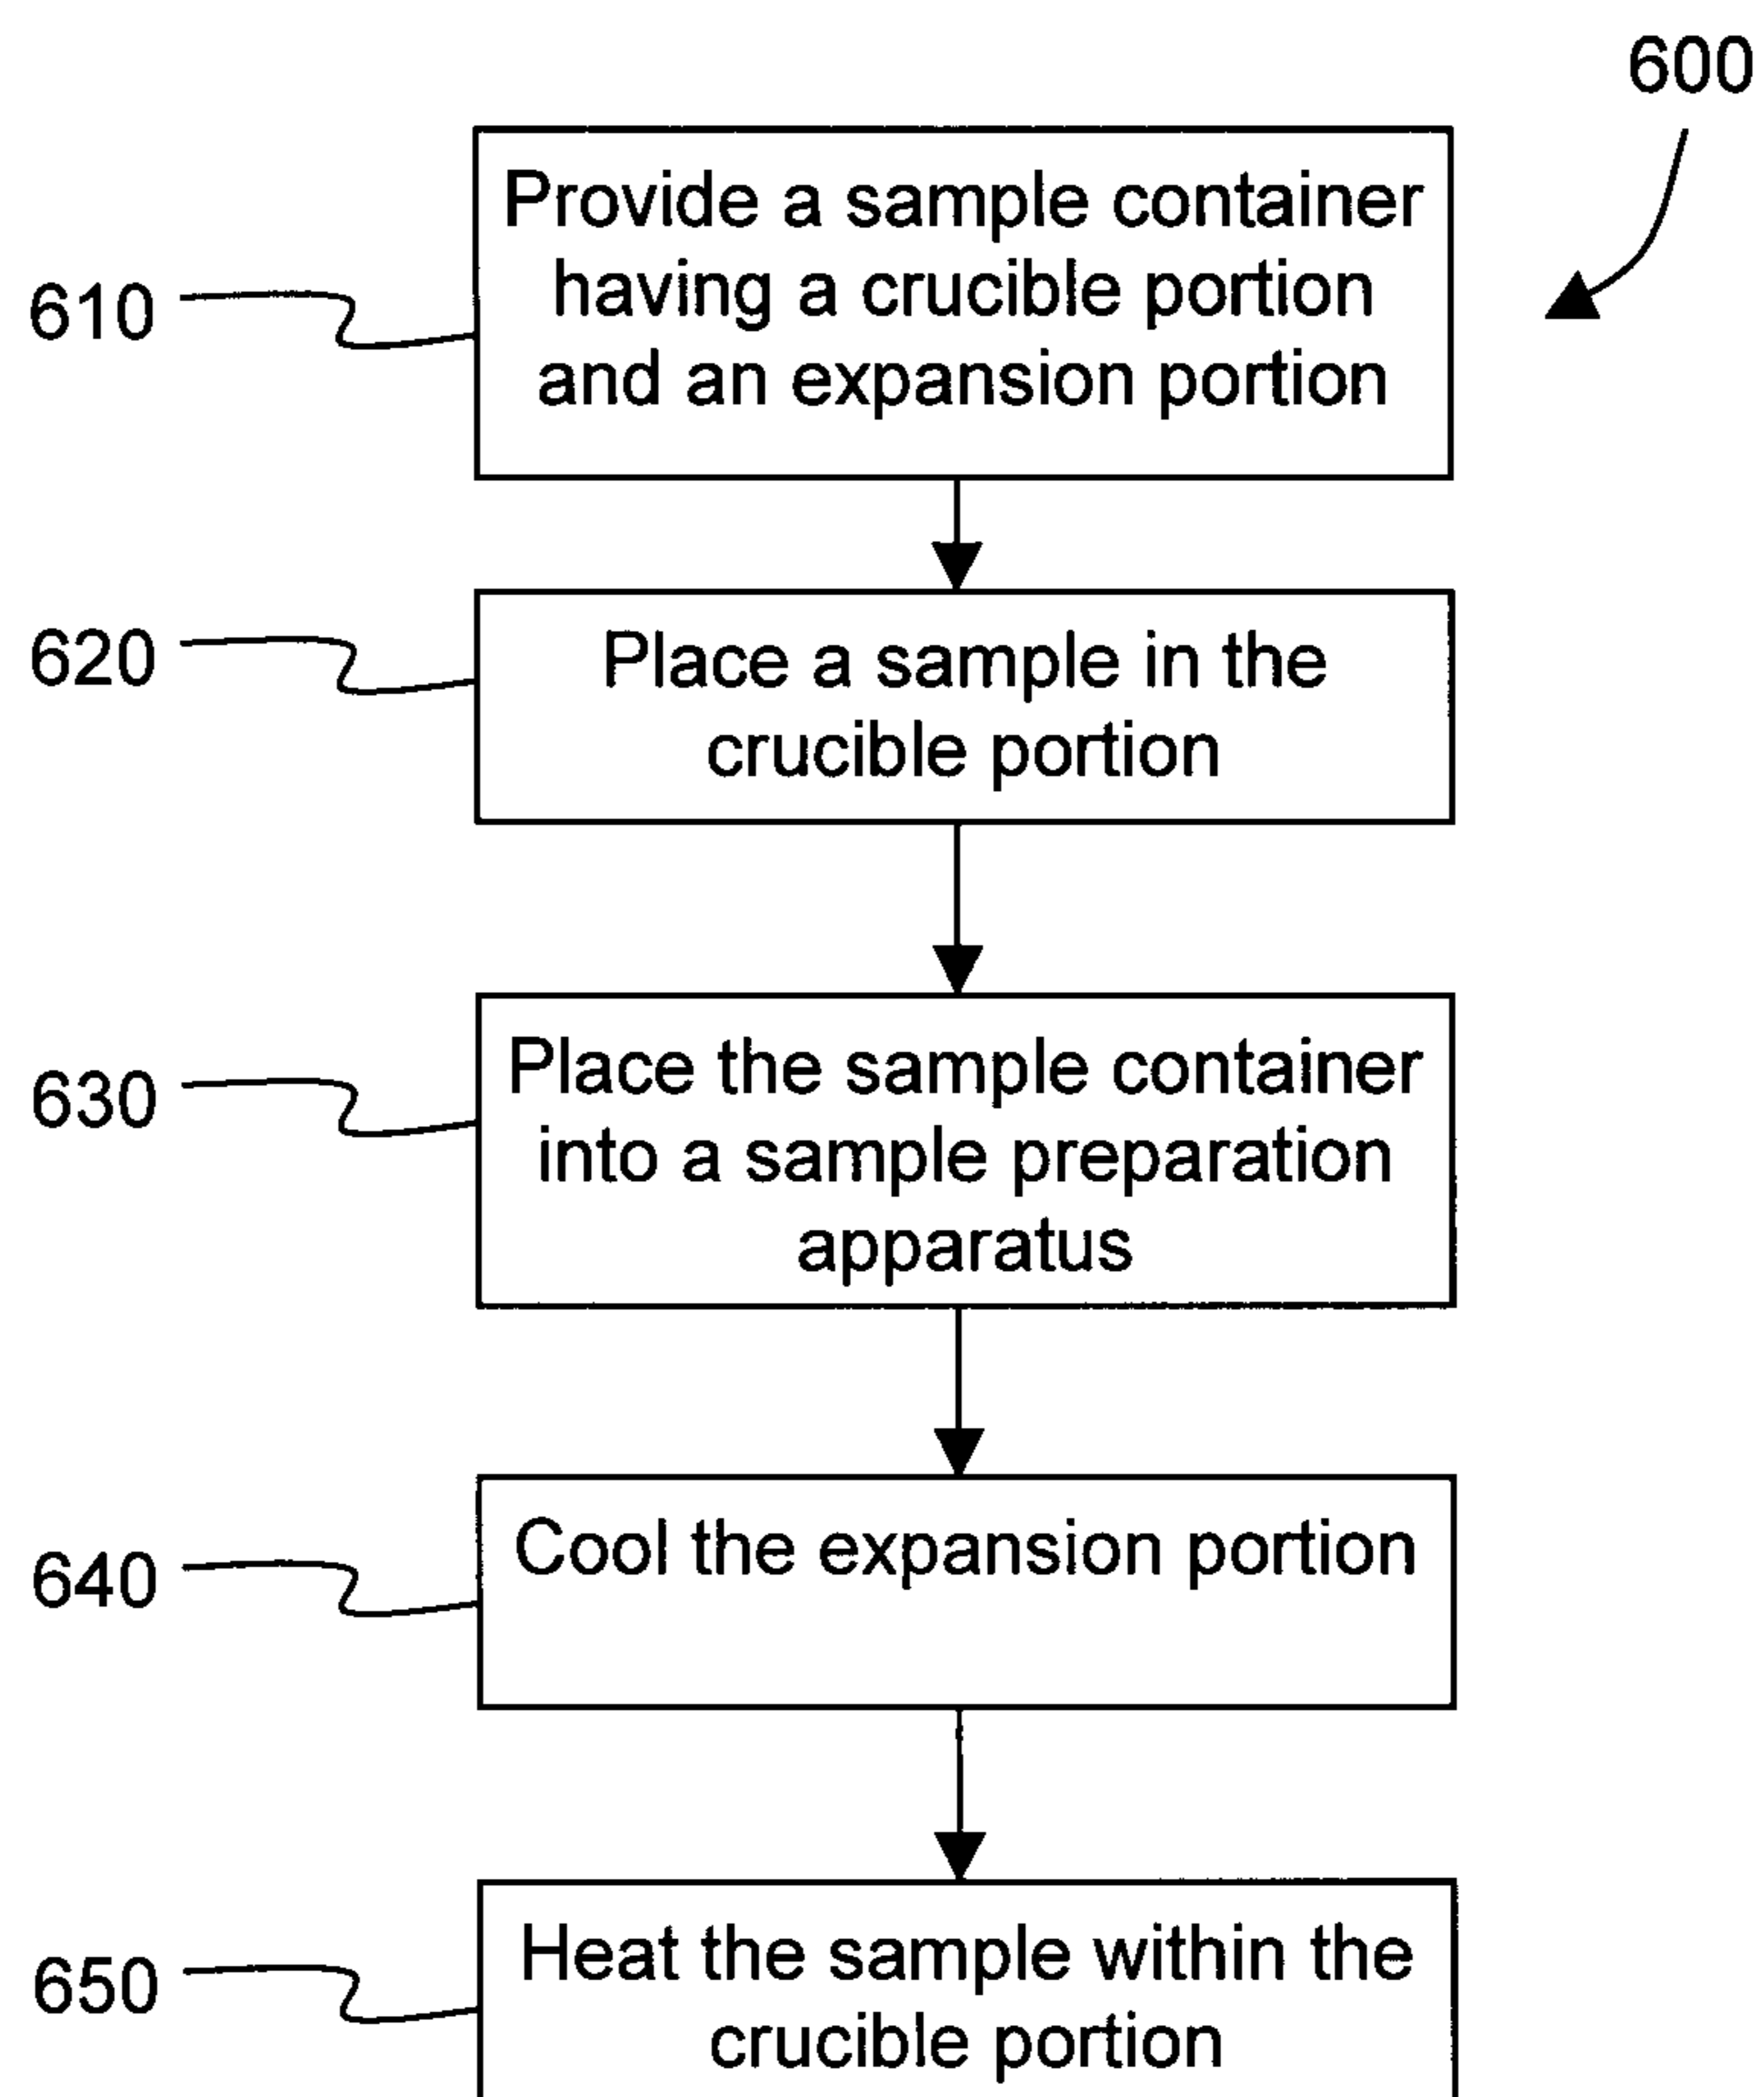 600
610
Provide a sample container
having a crucible portion
and an expansion portion
620
Place a sample in the
crucible portion
630
Place the sample container
into a sample preparation
apparatus
640
Cool the expansion portion
650
Heat the sample within the
crucible portion